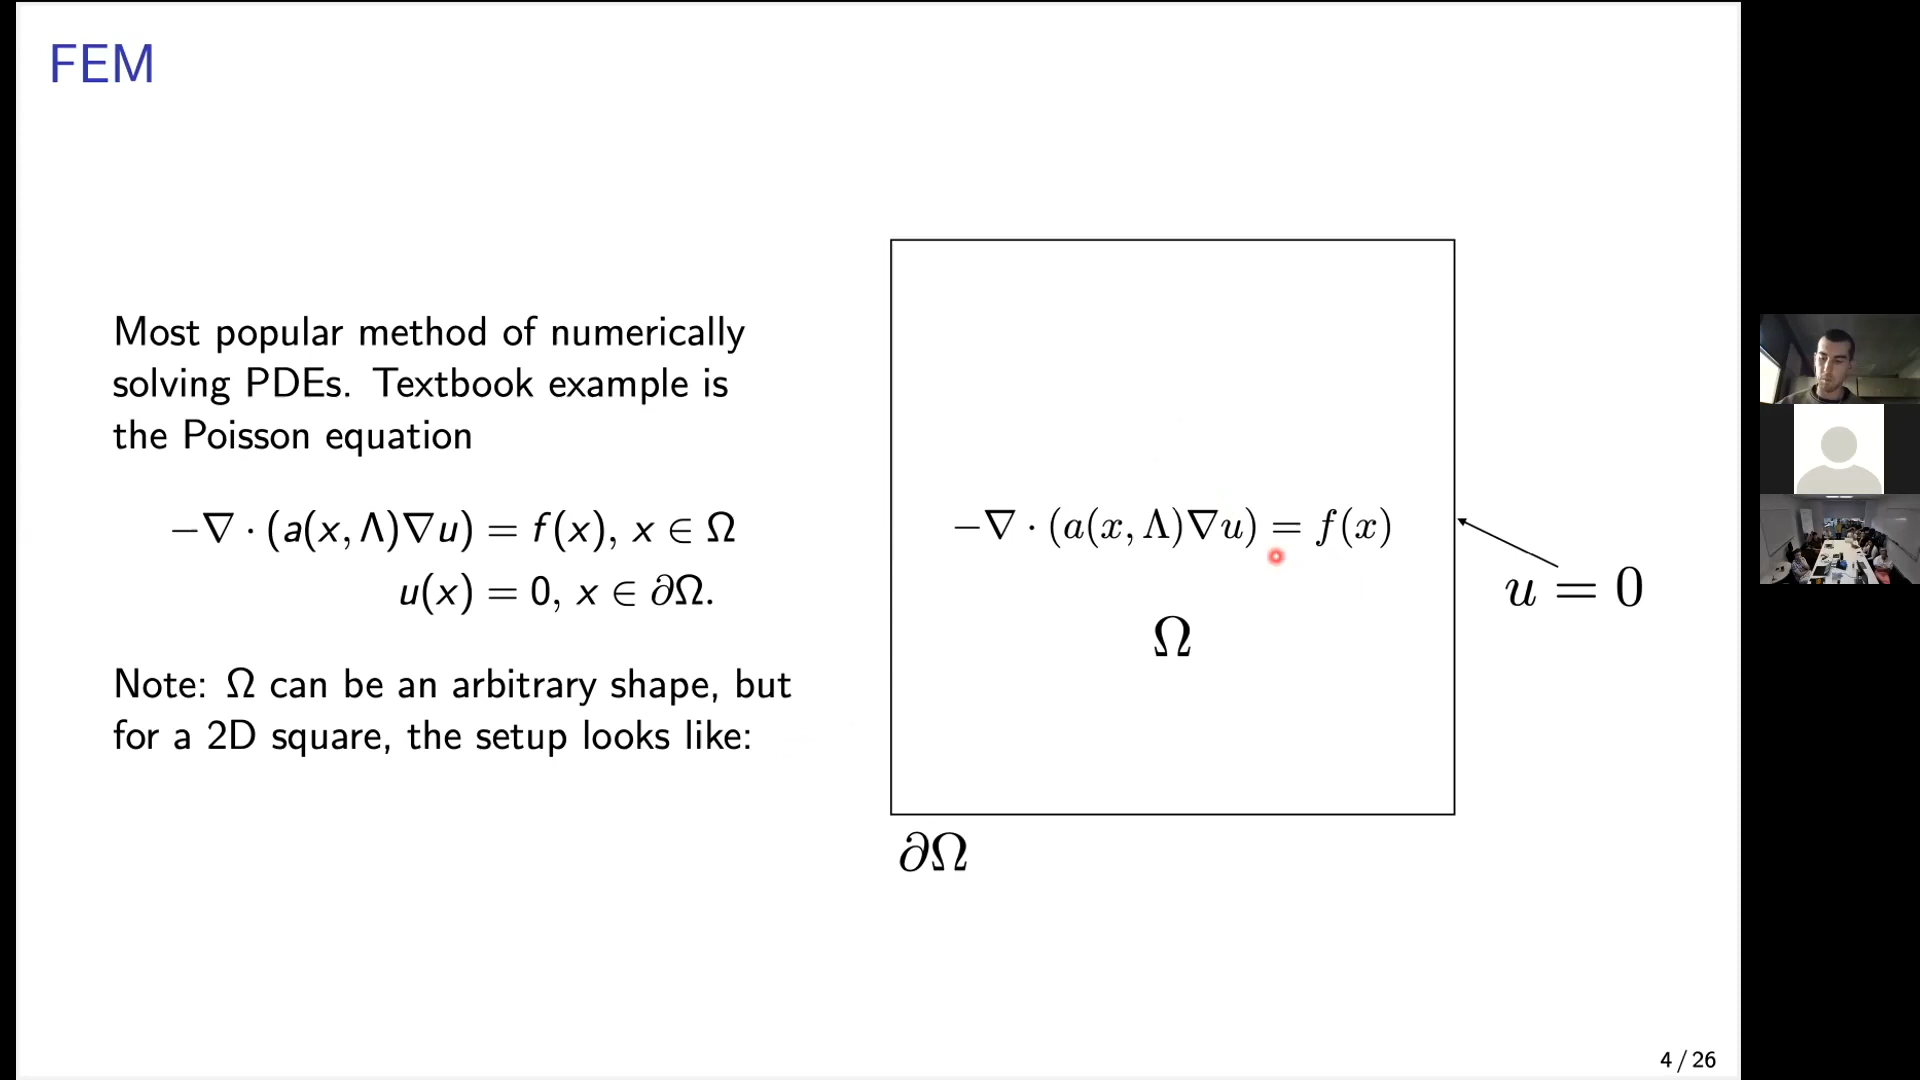 FEM
Most popular method of numerically
solving PDEs. Textbook example is
the Poisson equation
−∇ · (a(x, Λ)∇u) = f(x), x ∈ Ω
u(x) = 0, x ∈ ∂Ω.
Note: Ω can be an arbitrary shape, but
for a 2D square, the setup looks like:
−∇ · (a(x, Λ)∇u) = f(x)
Ω
u = 0
∂Ω
4 / 26